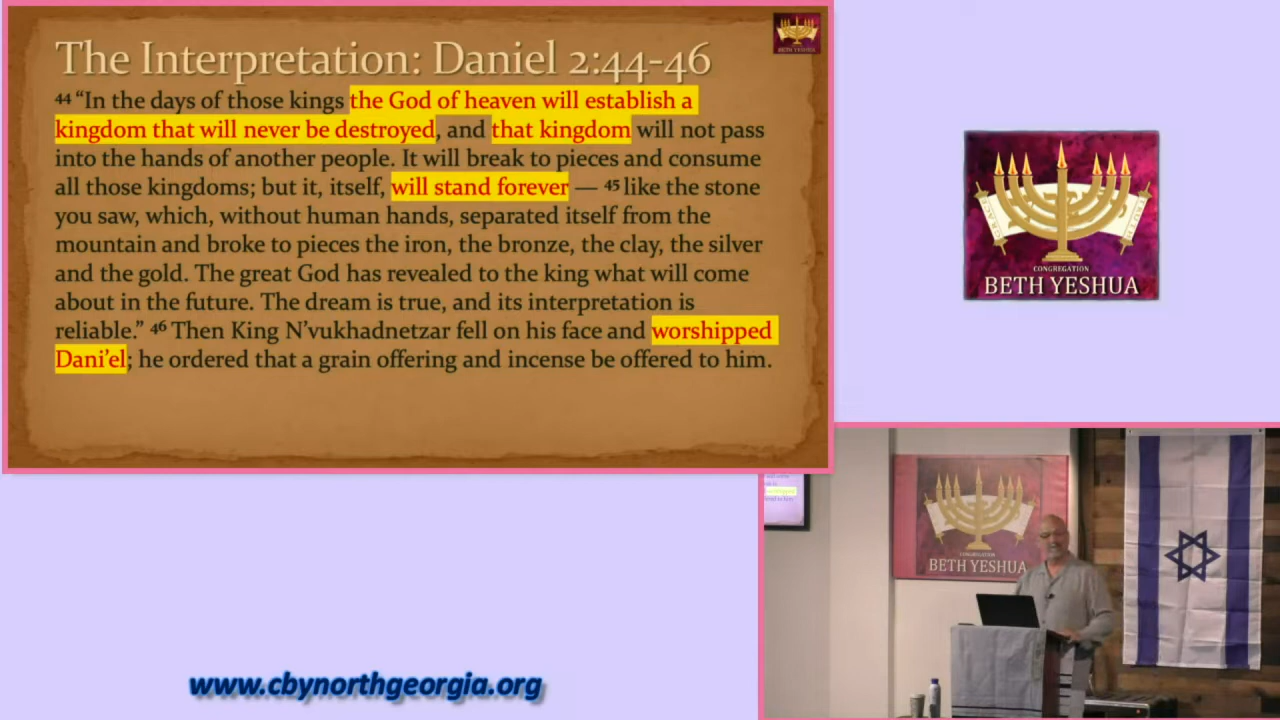 The Interpretation: Daniel 2:44-46
44 “In the days of those kings the God of heaven will establish a
kingdom that will never be destroyed, and that kingdom will not pass
into the hands of another people. It will break to pieces and consume
all those kingdoms; but it, itself, will stand forever — 45 like the stone
you saw, which, without human hands, separated itself from the
mountain and broke to pieces the iron, the bronze, the clay, the silver
and the gold. The great God has revealed to the king what will come
about in the future. The dream is true, and its interpretation is
reliable.” 46 Then King N’vukhadnetzar fell on his face and worshipped
Dani’el; he ordered that a grain offering and incense be offered to him.
BETH YESHUA
GRACE
TRUTH
CONGREGATION
BETH YESHUA
CONGREGATION
BETH YESHUA
www.cbynorthgeorgia.org